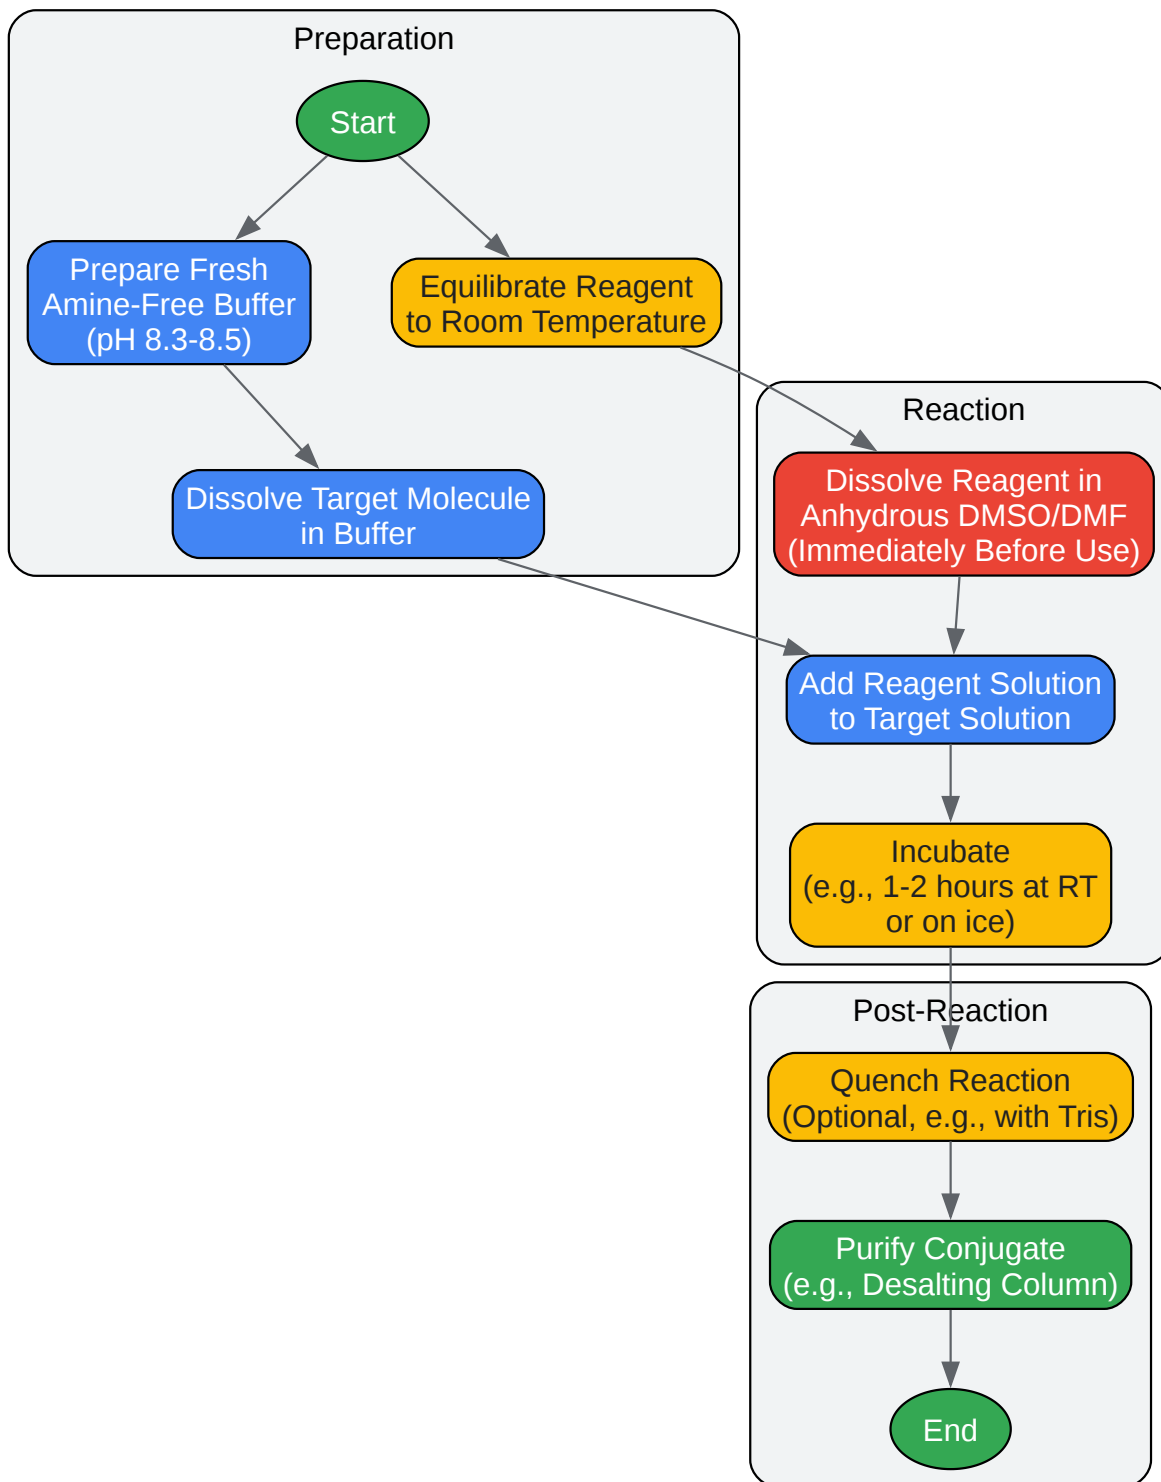 Preparation
Start
Prepare Fresh
Amine-Free Buffer
(pH 8.3-8.5)
Equilibrate Reagent
to Room Temperature
Dissolve Target Molecule
in Buffer
Reaction
Dissolve Reagent in
Anhydrous DMSO/DMF
(Immediately Before Use)
Add Reagent Solution
to Target Solution
Incubate
(e.g., 1-2 hours at RT
or on ice)
Post-Reaction
Quench Reaction
(Optional, e.g., with Tris)
Purify Conjugate
(e.g., Desalting Column)
End